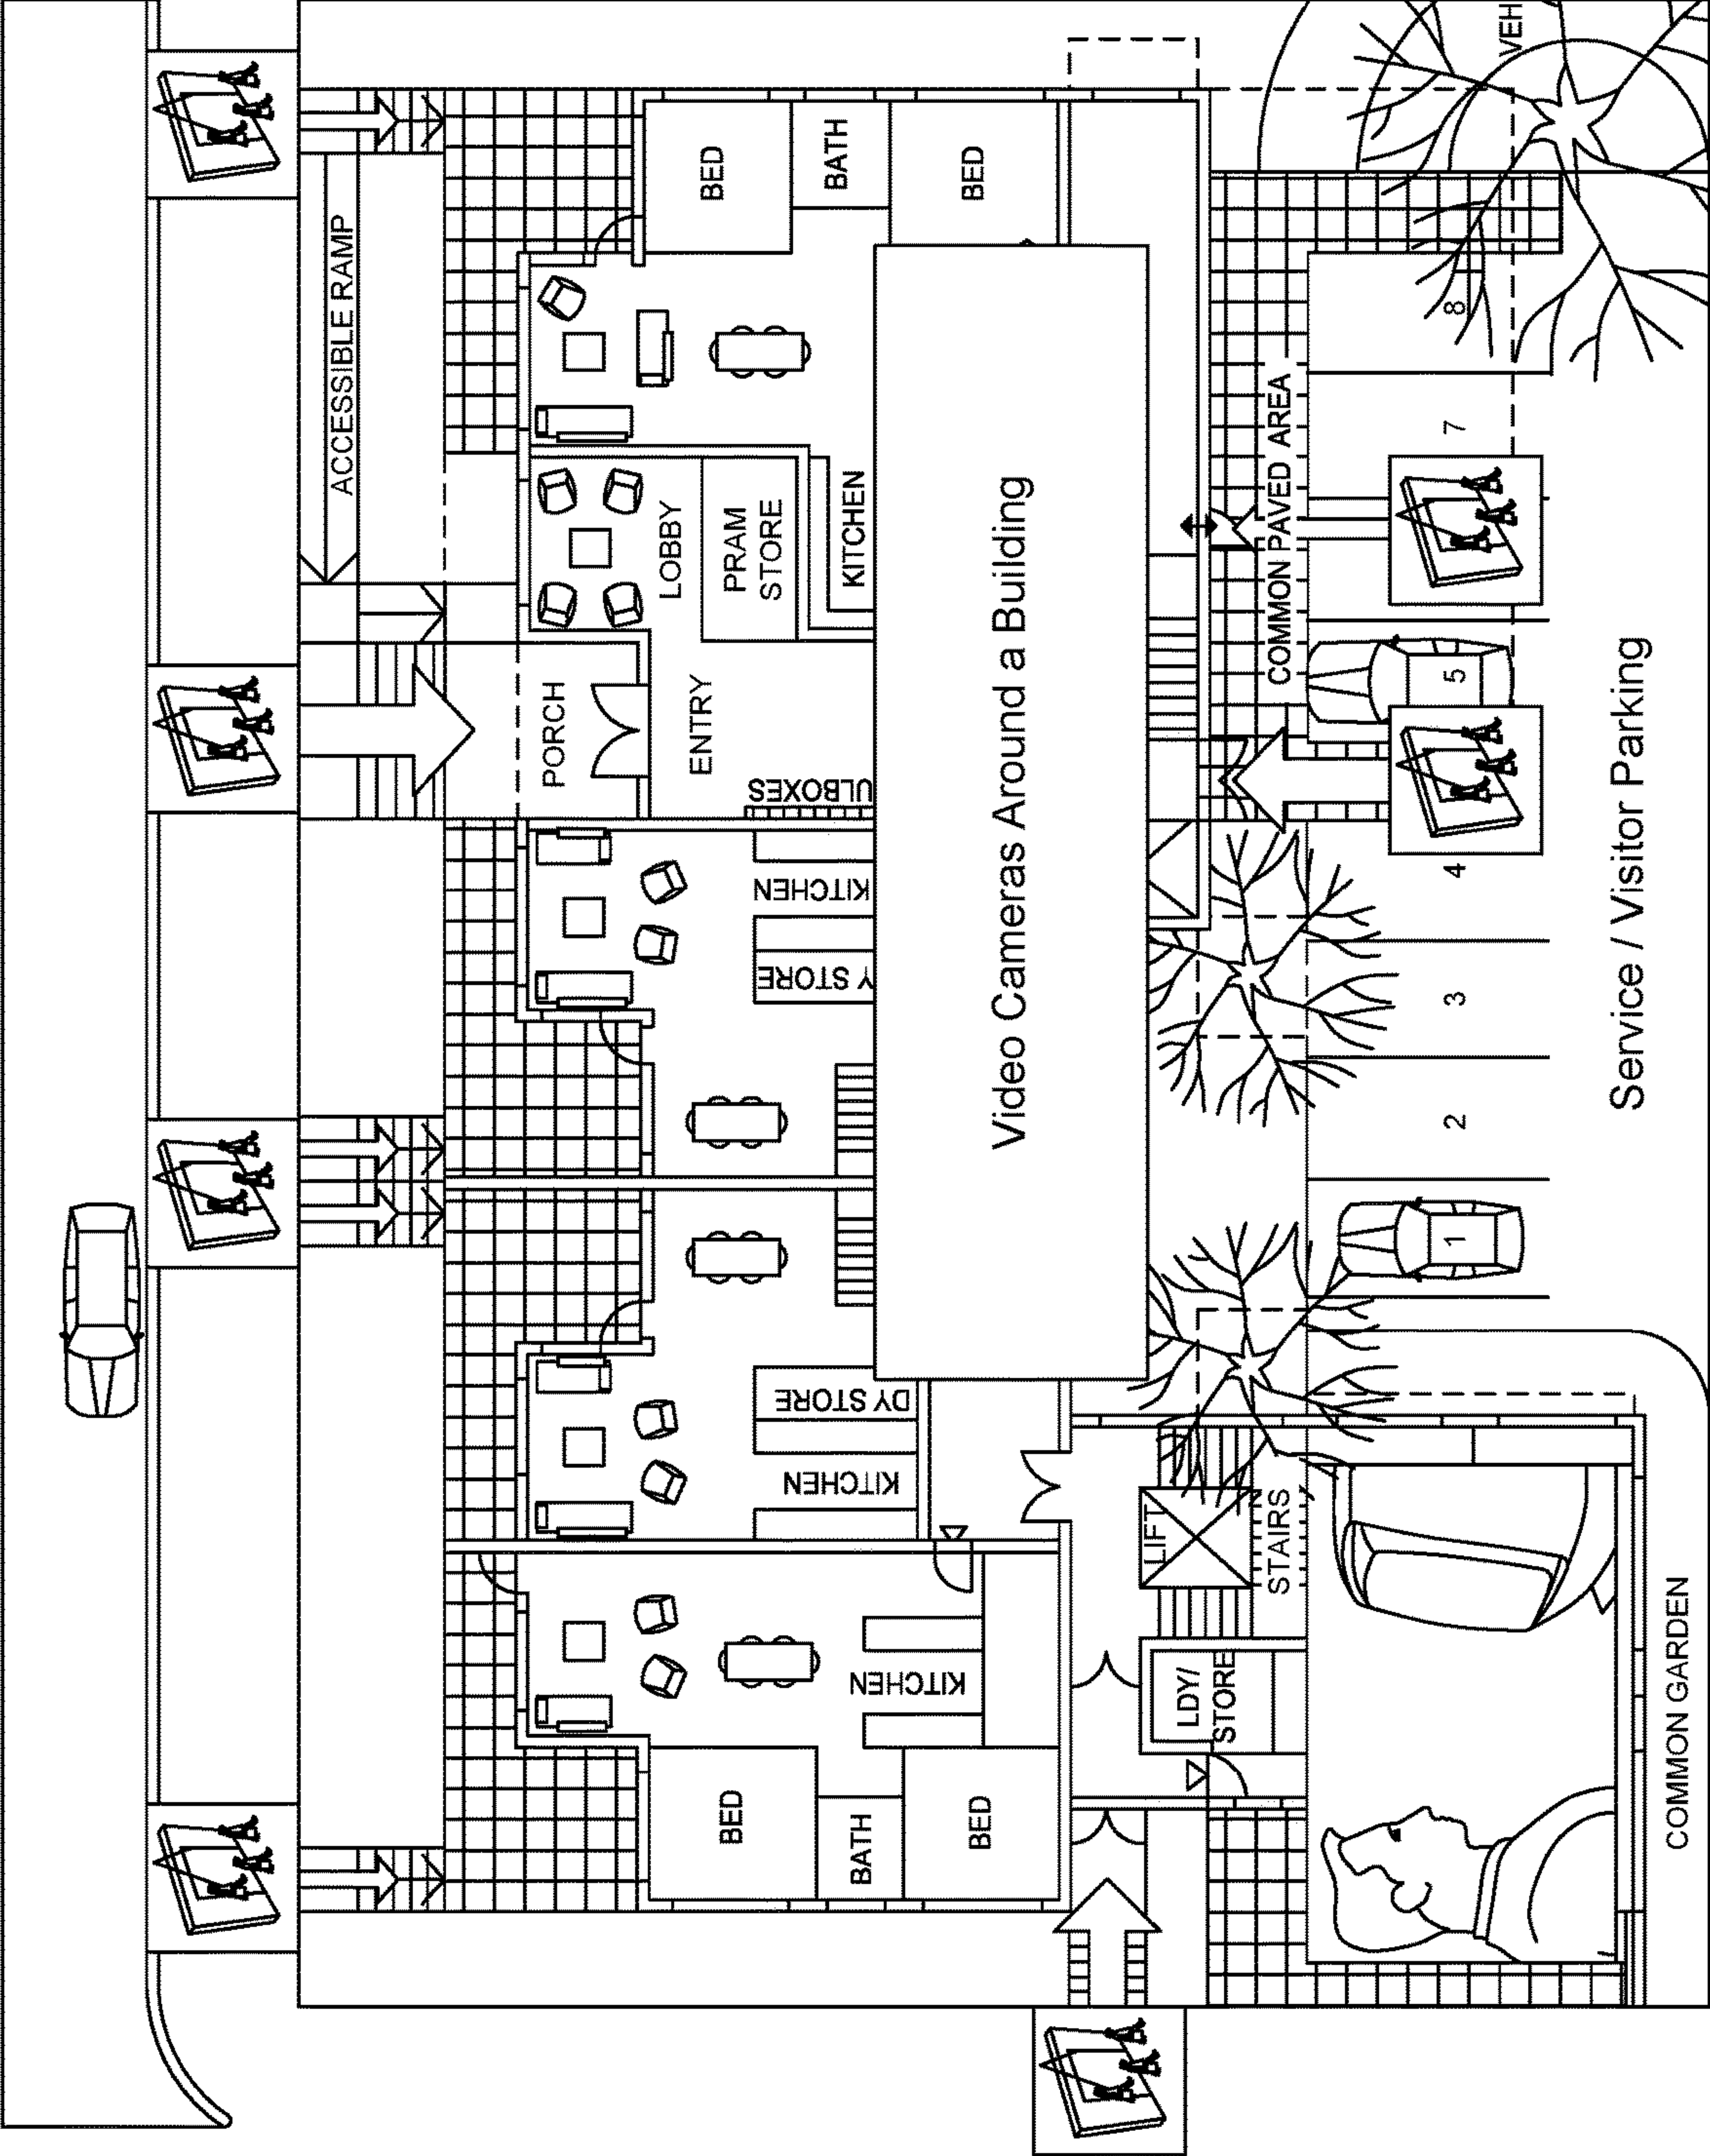 ACCESSIBLE RAMP
PORCH
LOBBY
ENTRY
BED
BED
PRAM
STORE
ULBOXES
KITCHEN
Y STORE
DY STORE
KITCHEN
KITCHEN
KITCHEN
BATH
BATH
BED
BED
Video Cameras Around a Building
LIFT
STAIRS
LDY/
STORE
COMMON PAVED AREA
1
2
3
4
5
7
8
VEH
Service / Visitor Parking
COMMON GARDEN